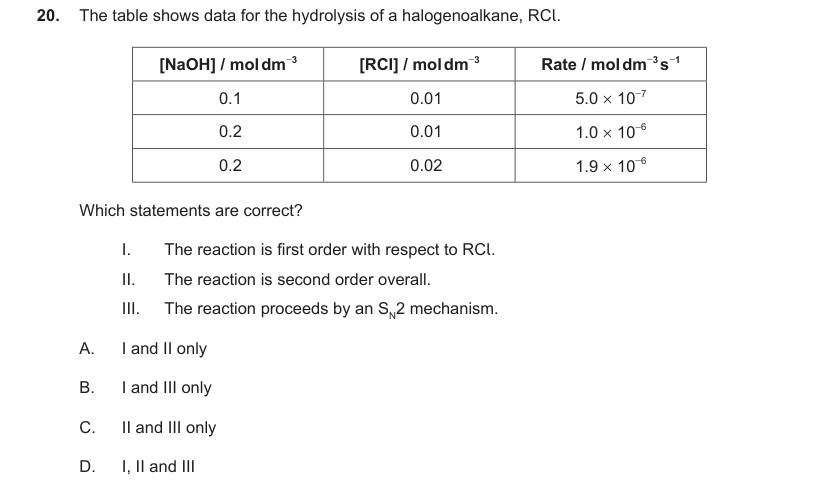 20. The table shows data for the hydrolysis of a halogenoalkane, RCl.
[NaOH] / mol dm⁻³ [RCl] / mol dm⁻³ Rate / mol dm⁻³ s⁻¹
0.1 0.01 5.0 × 10⁻⁷
0.2 0.01 1.0 × 10⁻⁶
0.2 0.02 1.9 × 10⁻⁶
Which statements are correct?
I. The reaction is first order with respect to RCl.
II. The reaction is second order overall.
III. The reaction proceeds by an S_N2 mechanism.
A. I and II only
B. I and III only
C. II and III only
D. I, II and III